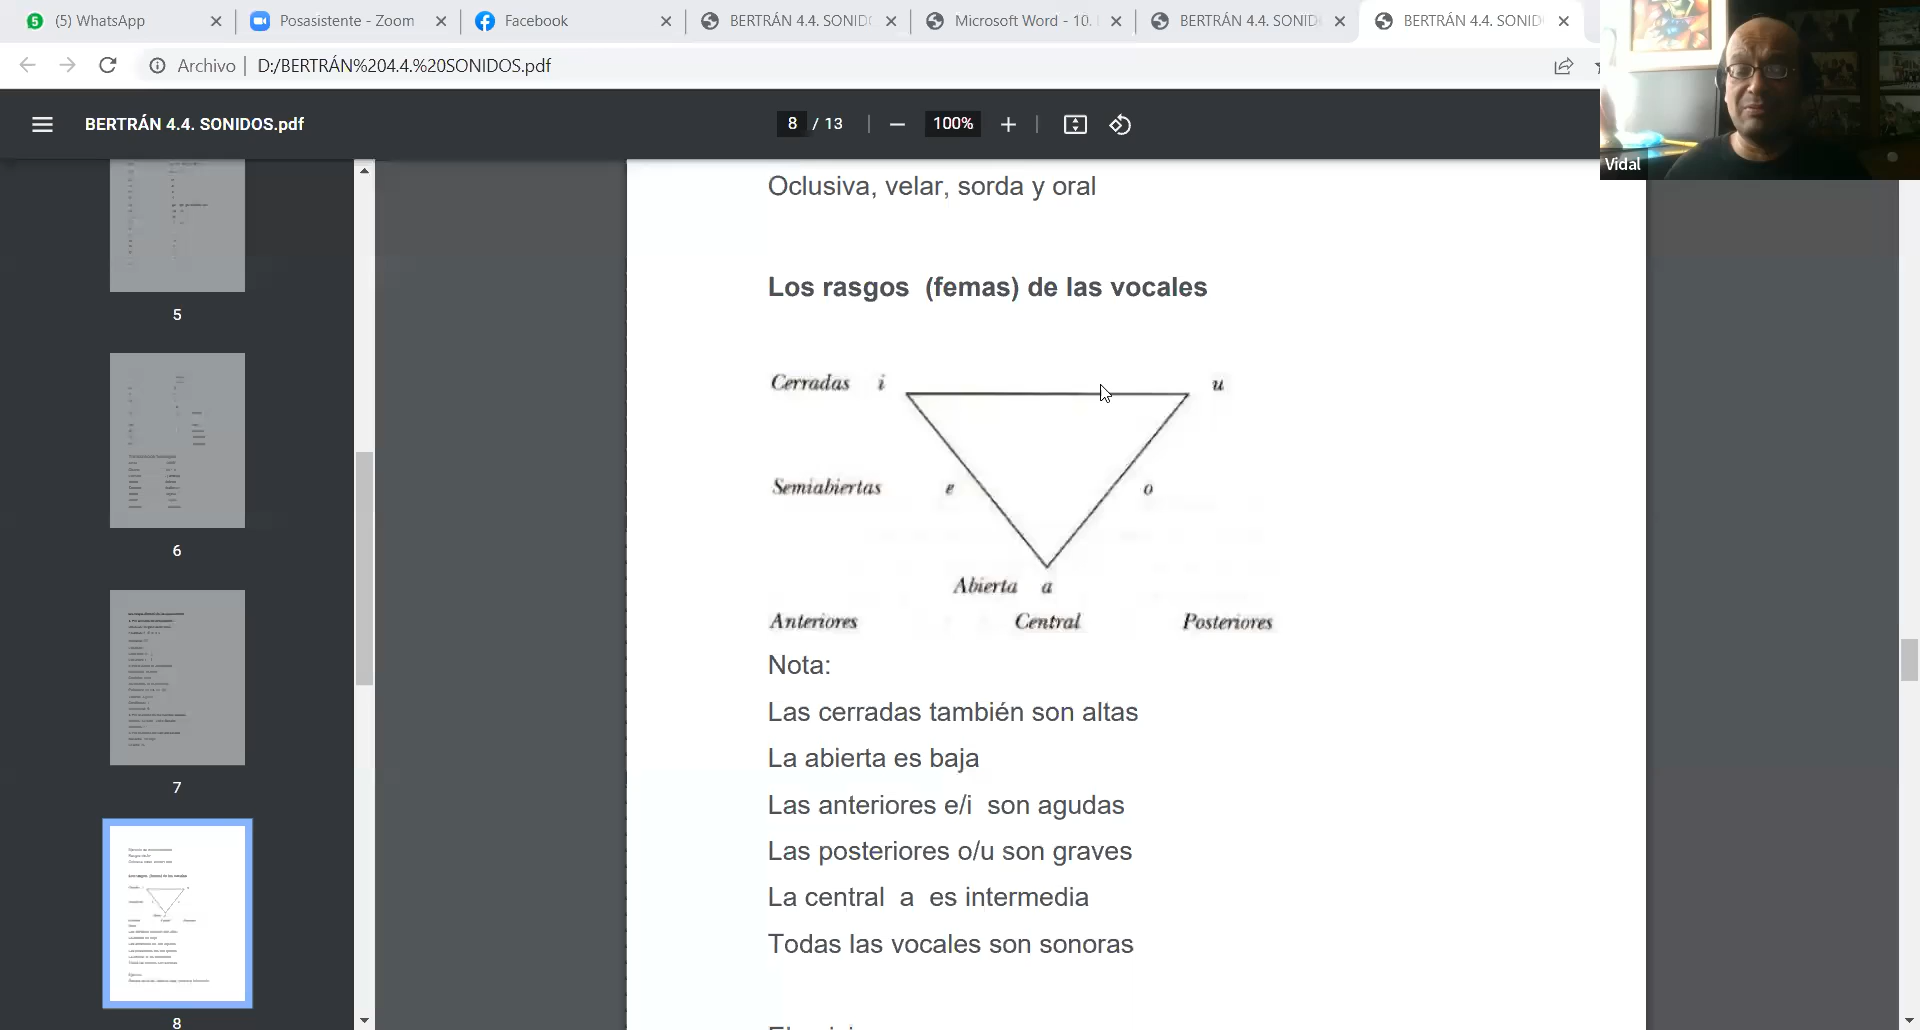 (5) WhatsApp
Posasistente - Zoom
Facebook
BERTRÁN 4.4. SONID
Microsoft Word - 10.
BERTRÁN 4.4. SONID
BERTRÁN 4.4. SONID
Archivo | D:/BERTRÁN%204.4.%20SONIDOS.pdf
BERTRÁN 4.4. SONIDOS.pdf
8 / 13
100%
Vidal
5
6
7
8
Oclusiva, velar, sorda y oral
Los rasgos (femas) de las vocales
Cerradas i u
Semiabiertas e o
Abierta a
Anteriores Central Posteriores
Nota:
Las cerradas también son altas
La abierta es baja
Las anteriores e/i son agudas
Las posteriores o/u son graves
La central a es intermedia
Todas las vocales son sonoras